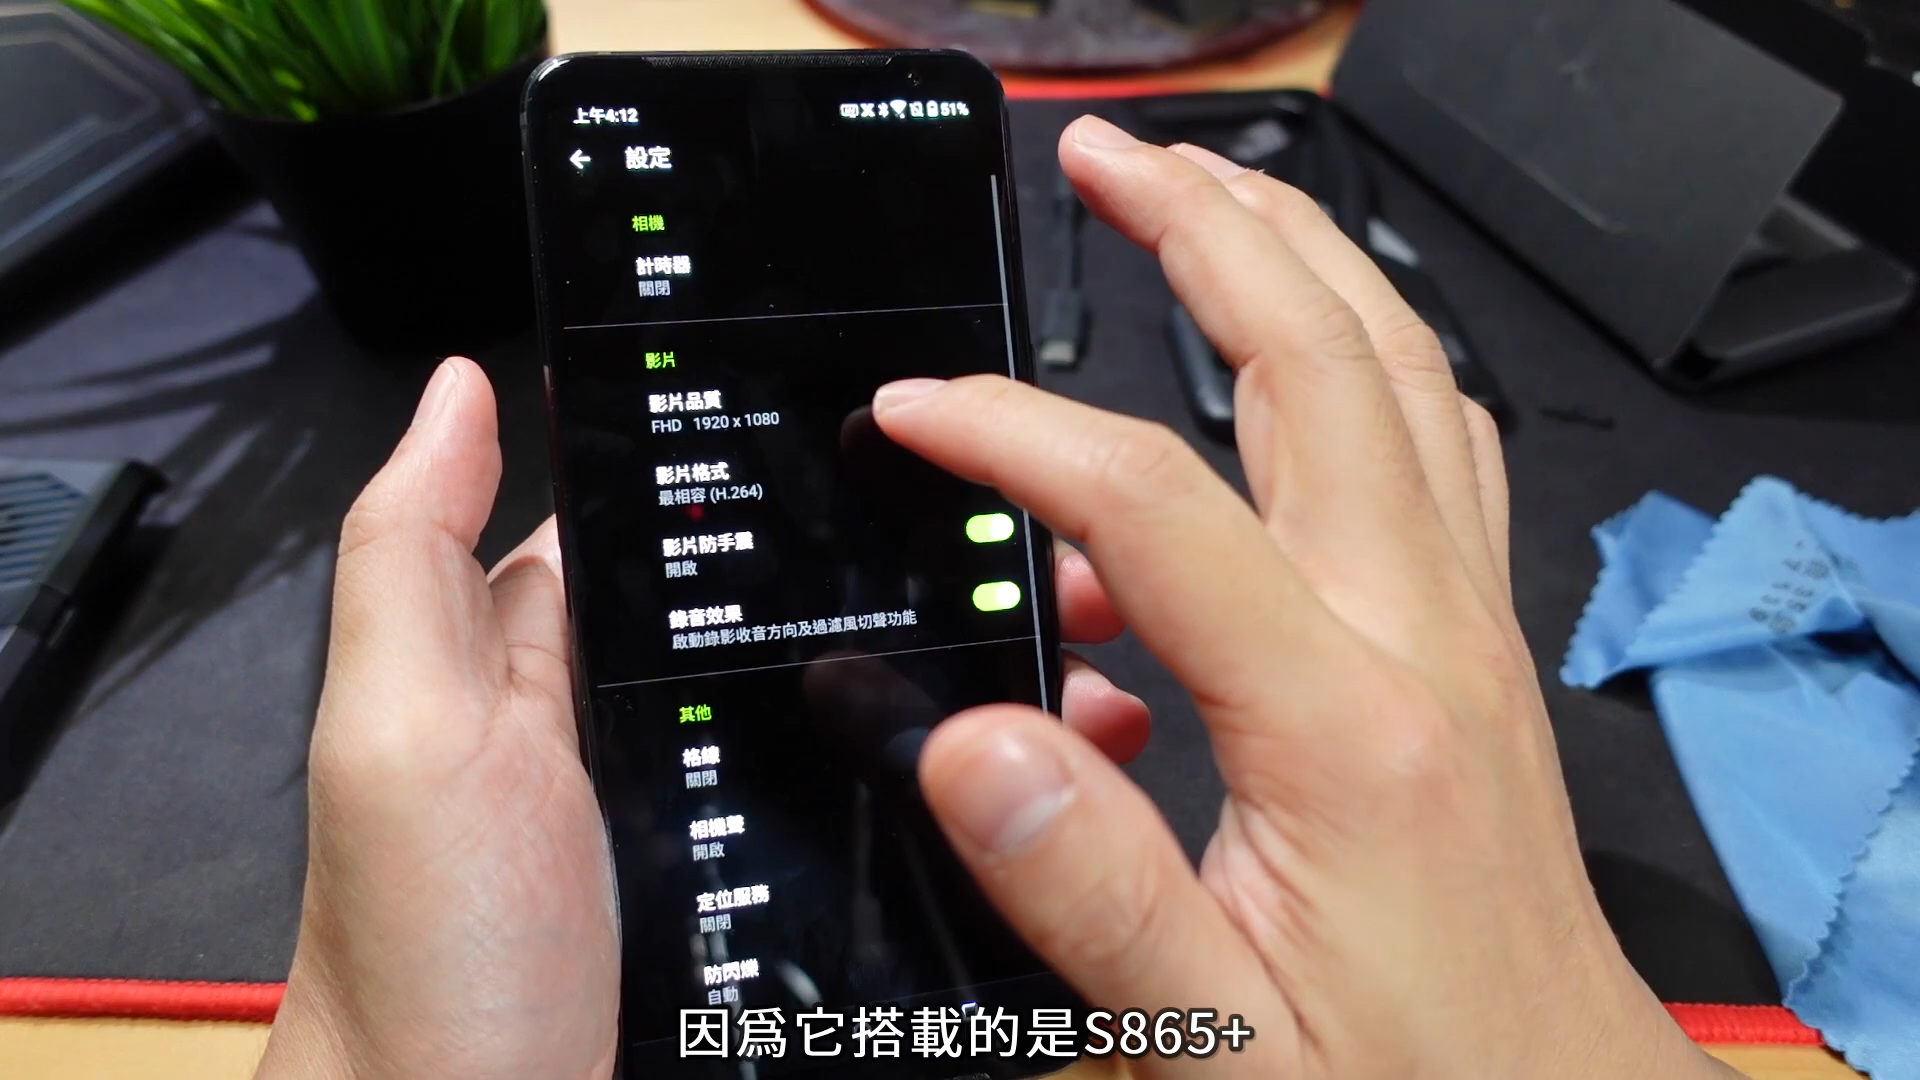 上午4:12
51%
設定
相機
計時器
關閉
影片
影片品質
FHD 1920 x 1080
影片格式
最相容 (H.264)
影片防手震
開啟
錄音效果
啟動錄影收音方向及過濾風切聲功能
其他
格線
關閉
相機聲
開啟
定位服務
關閉
防閃爍
自動
因爲它搭載的是S865+